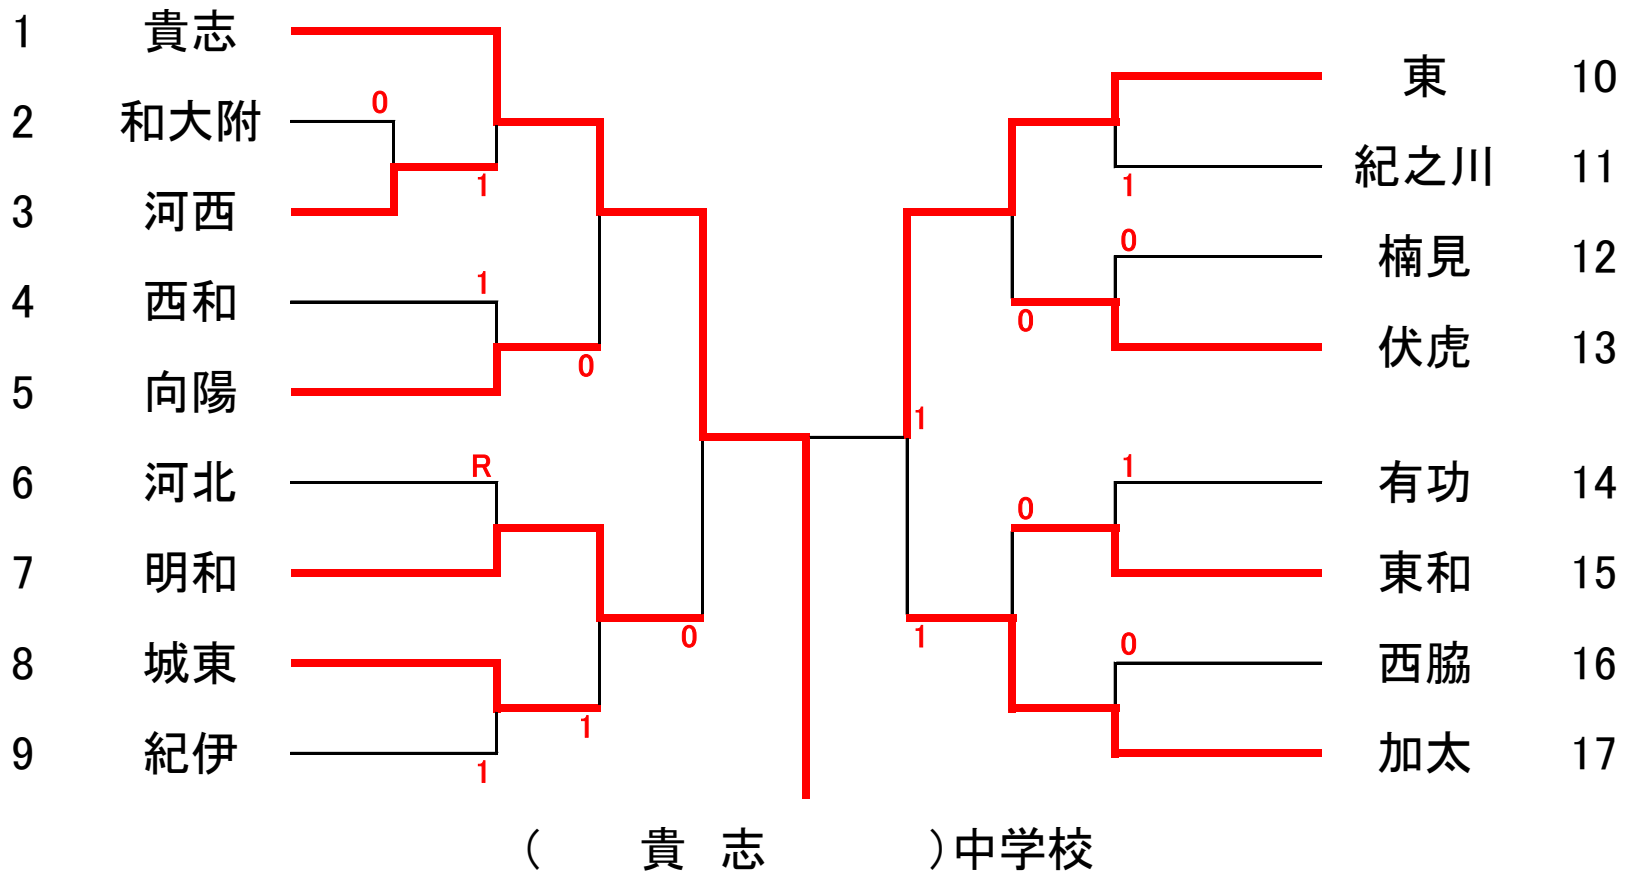 1 貴志
東 10
0
2 和大附
紀之川 11
1
1
3 河西
0
楠見 12
1
4 西和
0
伏虎 13
0
5 向陽
1
R
1
6 河北
有功 14
0
7 明和
東和 15
0
1
0
8 城東
西脇 16
1
9 紀伊
加太 17
1
( 貴 志 )中学校